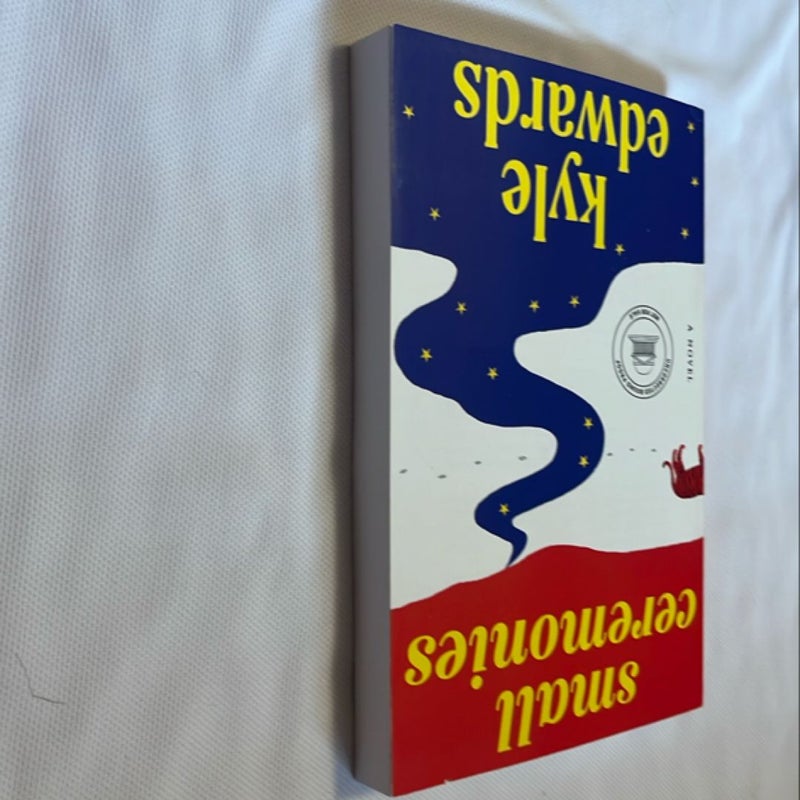 small
ceremonies
A NOVEL
kyle
edwards